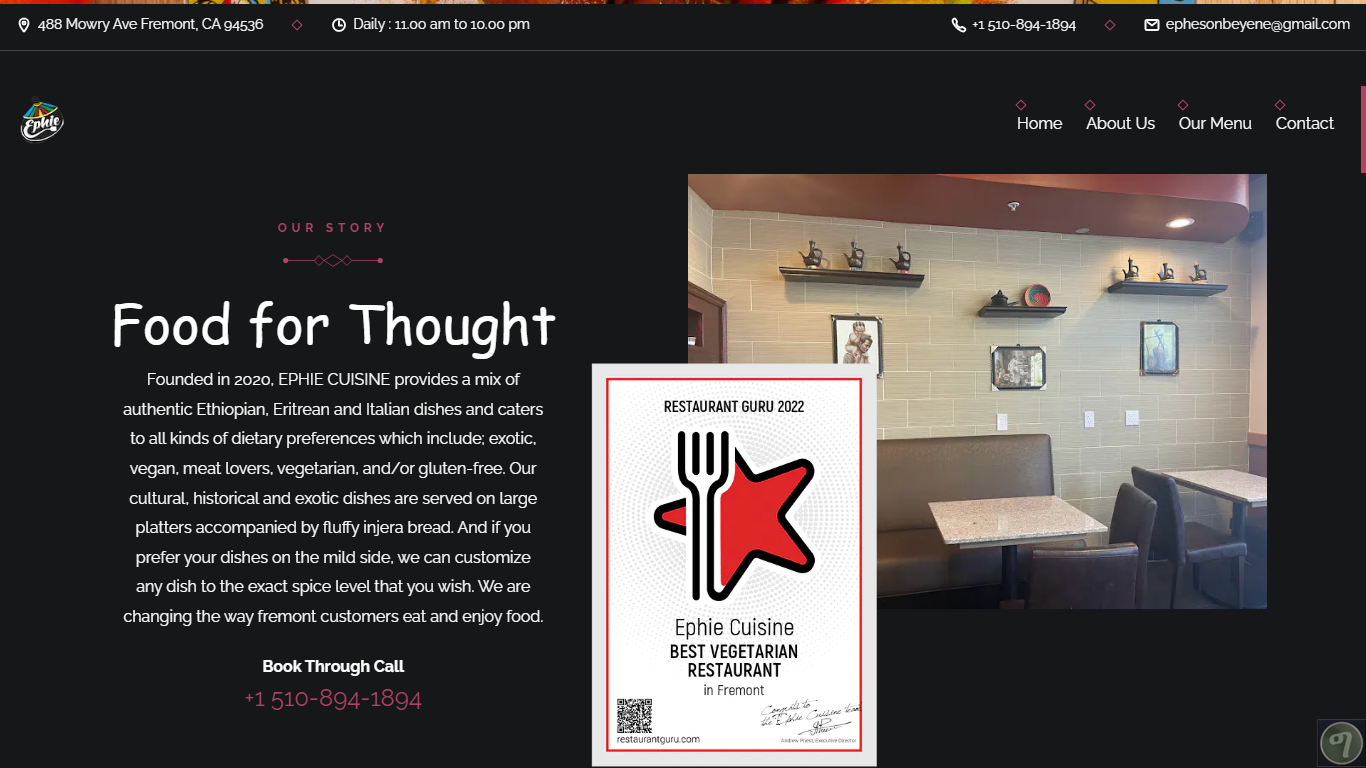 488 Mowry Ave Fremont, CA 94536
Daily : 11.00 am to 10.00 pm
+1 510-894-1894
ephesonbeyene@gmail.com
Ephie
Home
About Us
Our Menu
Contact
OUR STORY
Food for Thought
Founded in 2020, EPHIE CUISINE provides a mix of
authentic Ethiopian, Eritrean and Italian dishes and caters
to all kinds of dietary preferences which include; exotic,
vegan, meat lovers, vegetarian, and/or gluten-free. Our
cultural, historical and exotic dishes are served on large
platters accompanied by fluffy injera bread. And if you
prefer your dishes on the mild side, we can customize
any dish to the exact spice level that you wish. We are
changing the way fremont customers eat and enjoy food.
Book Through Call
+1 510-894-1894
RESTAURANT GURU 2022
Ephie Cuisine
BEST VEGETARIAN
RESTAURANT
in Fremont
Congrats to
the Ephie Cuisine team
restaurantguru.com
Andrew Priest, Executive Director